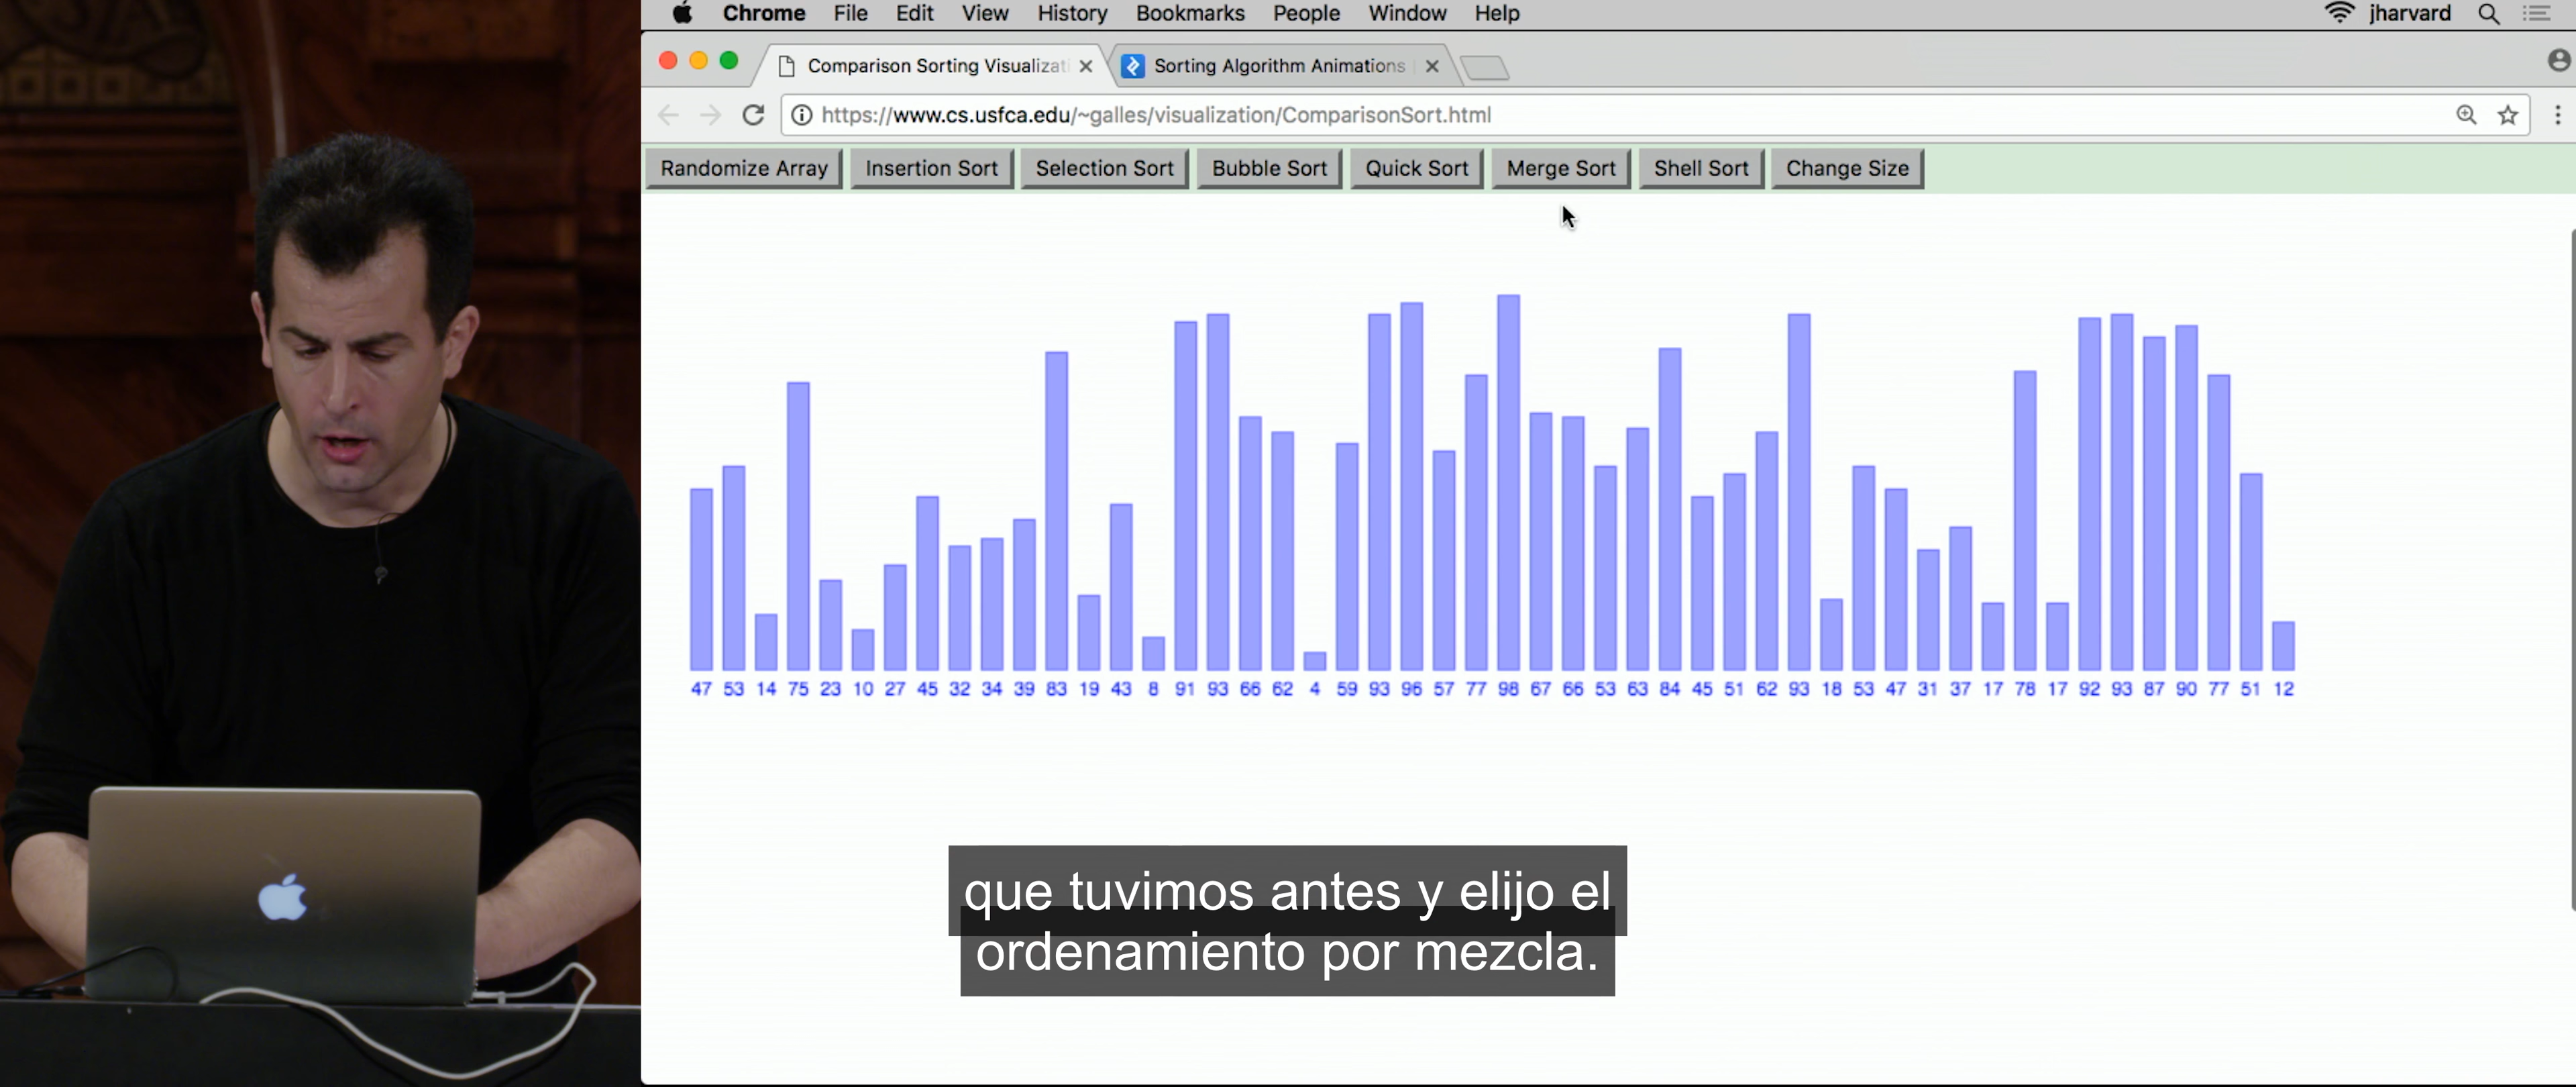 Chrome File Edit View History Bookmarks People Window Help jharvard
Comparison Sorting Visualizati Sorting Algorithm Animations
https://www.cs.usfca.edu/~galles/visualization/ComparisonSort.html
Randomize Array Insertion Sort Selection Sort Bubble Sort Quick Sort Merge Sort Shell Sort Change Size
47 53 14 75 23 10 27 45 32 34 39 83 19 43 8 91 93 66 62 4 59 93 96 57 77 98 67 66 53 63 84 45 51 62 93 18 53 47 31 37 17 78 17 92 93 87 90 77 51 12
que tuvimos antes y elijo el
ordenamiento por mezcla.